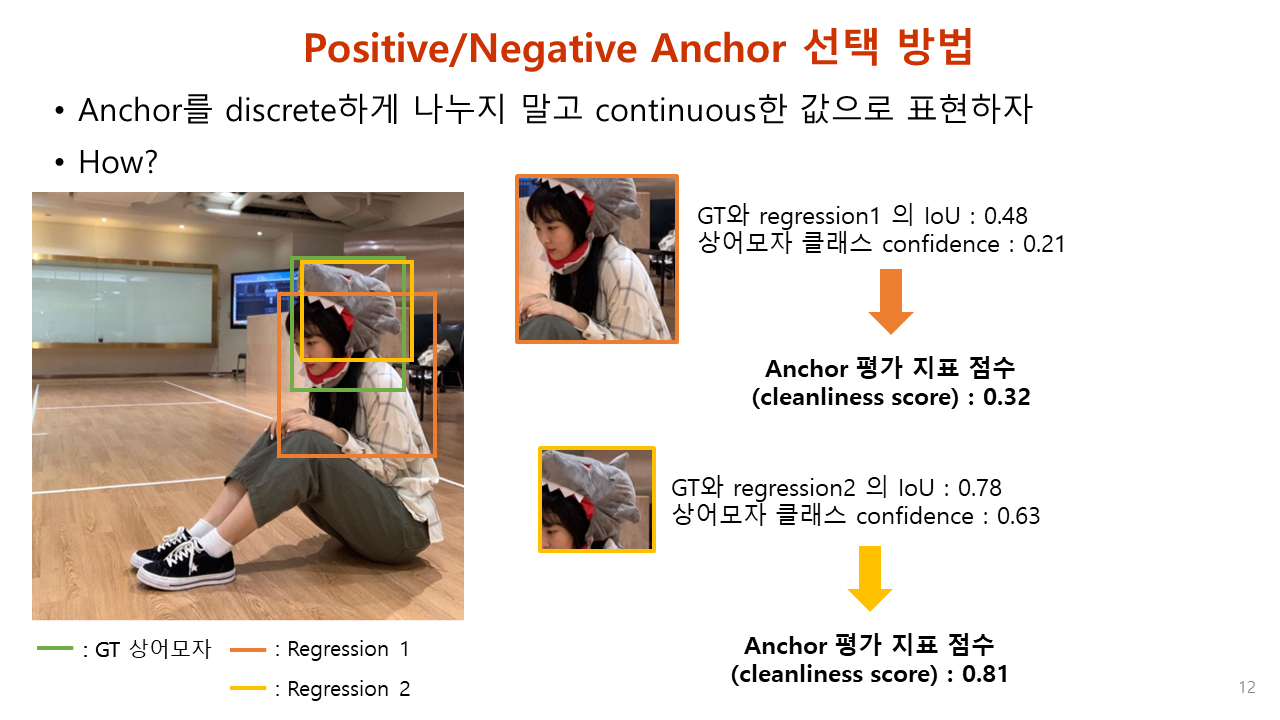 Positive/Negative Anchor 선택 방법
• Anchor를 discrete하게 나누지 말고 continuous한 값으로 표현하자
• How?
GT와 regression1 의 IoU : 0.48
상어모자 클래스 confidence : 0.21
Anchor 평가 지표 점수
(cleanliness score) : 0.32
GT와 regression2 의 IoU : 0.78
상어모자 클래스 confidence : 0.63
Anchor 평가 지표 점수
(cleanliness score) : 0.81
: GT 상어모자
: Regression 1
: Regression 2
12